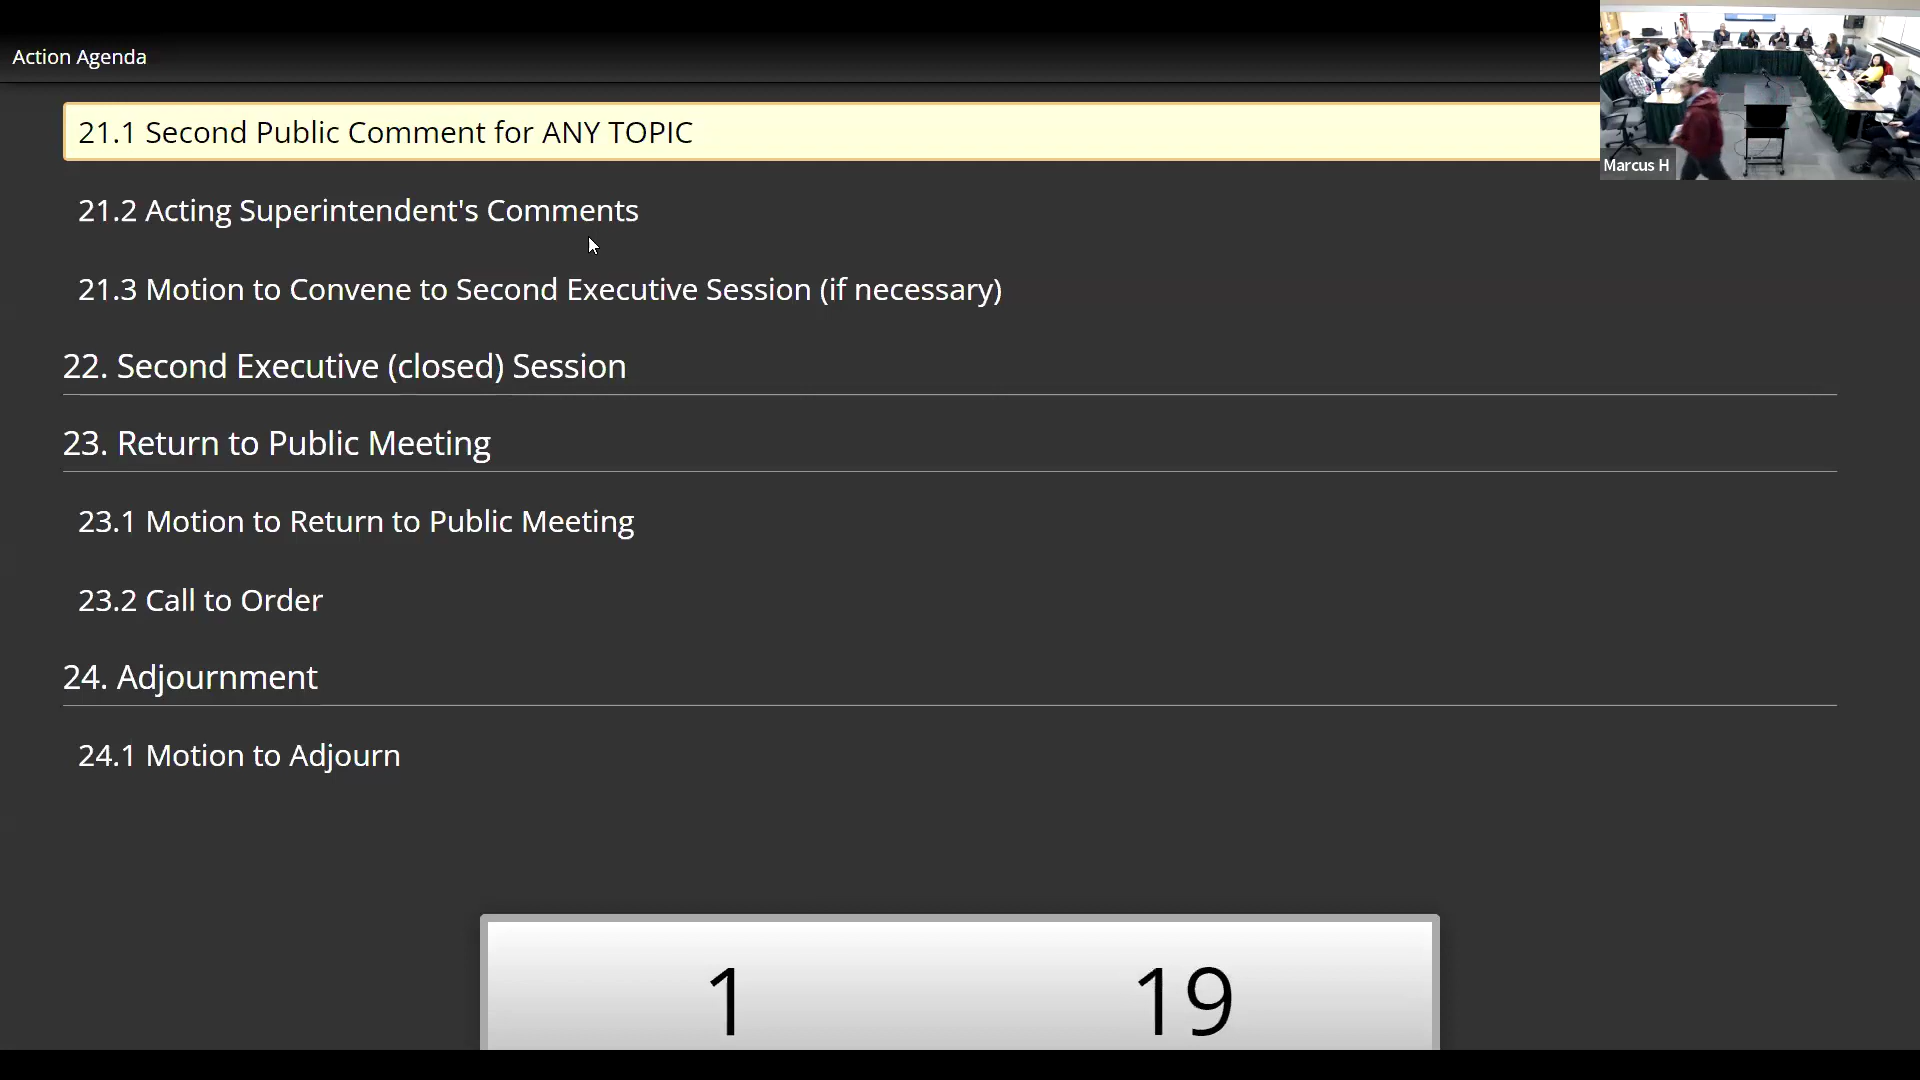 Action Agenda
21.1 Second Public Comment for ANY TOPIC
21.2 Acting Superintendent's Comments
21.3 Motion to Convene to Second Executive Session (if necessary)
22. Second Executive (closed) Session
23. Return to Public Meeting
23.1 Motion to Return to Public Meeting
23.2 Call to Order
24. Adjournment
24.1 Motion to Adjourn
1 19
Marcus H